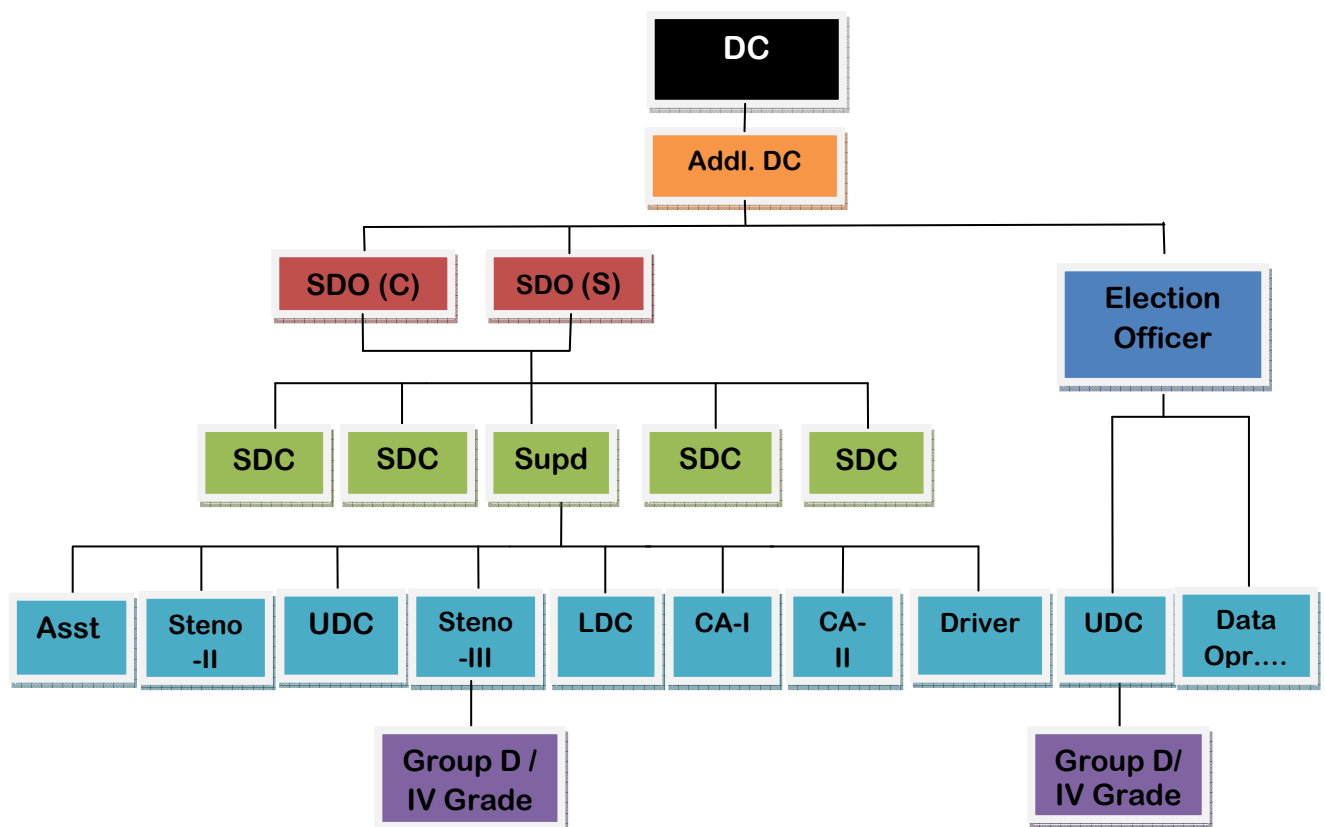 DC
Addl. DC
SDO (C)
SDO (S)
Election
Officer
SDC
SDC
Supd
SDC
SDC
Asst
Steno
-II
UDC
Steno
-III
LDC
CA-I
CA-
II
Driver
UDC
Data
Opr....
Group D /
IV Grade
Group D/
IV Grade